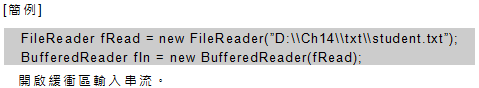 [簡例]
FileReader fRead = new FileReader("D:\\Ch14\\txt\\student.txt");
BufferedReader fIn = new BufferedReader(fRead);
開啟緩衝區輸入串流。